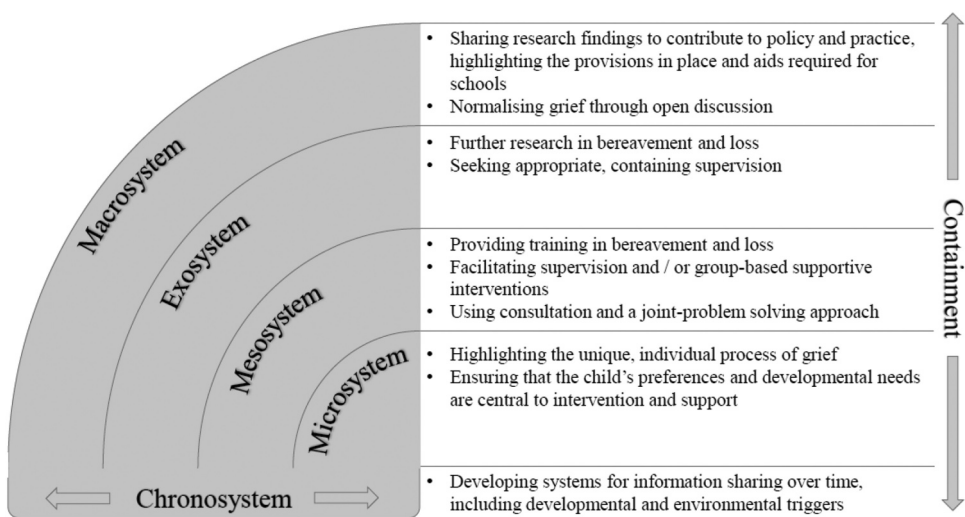 Macrosystem
• Sharing research findings to contribute to policy and practice,
highlighting the provisions in place and aids required for
schools
• Normalising grief through open discussion
Exosystem
• Further research in bereavement and loss
• Seeking appropriate, containing supervision
Mesosystem
• Providing training in bereavement and loss
• Facilitating supervision and / or group-based supportive
interventions
• Using consultation and a joint-problem solving approach
Microsystem
• Highlighting the unique, individual process of grief
• Ensuring that the child's preferences and developmental needs
are central to intervention and support
Chronosystem
• Developing systems for information sharing over time,
including developmental and environmental triggers
Containment